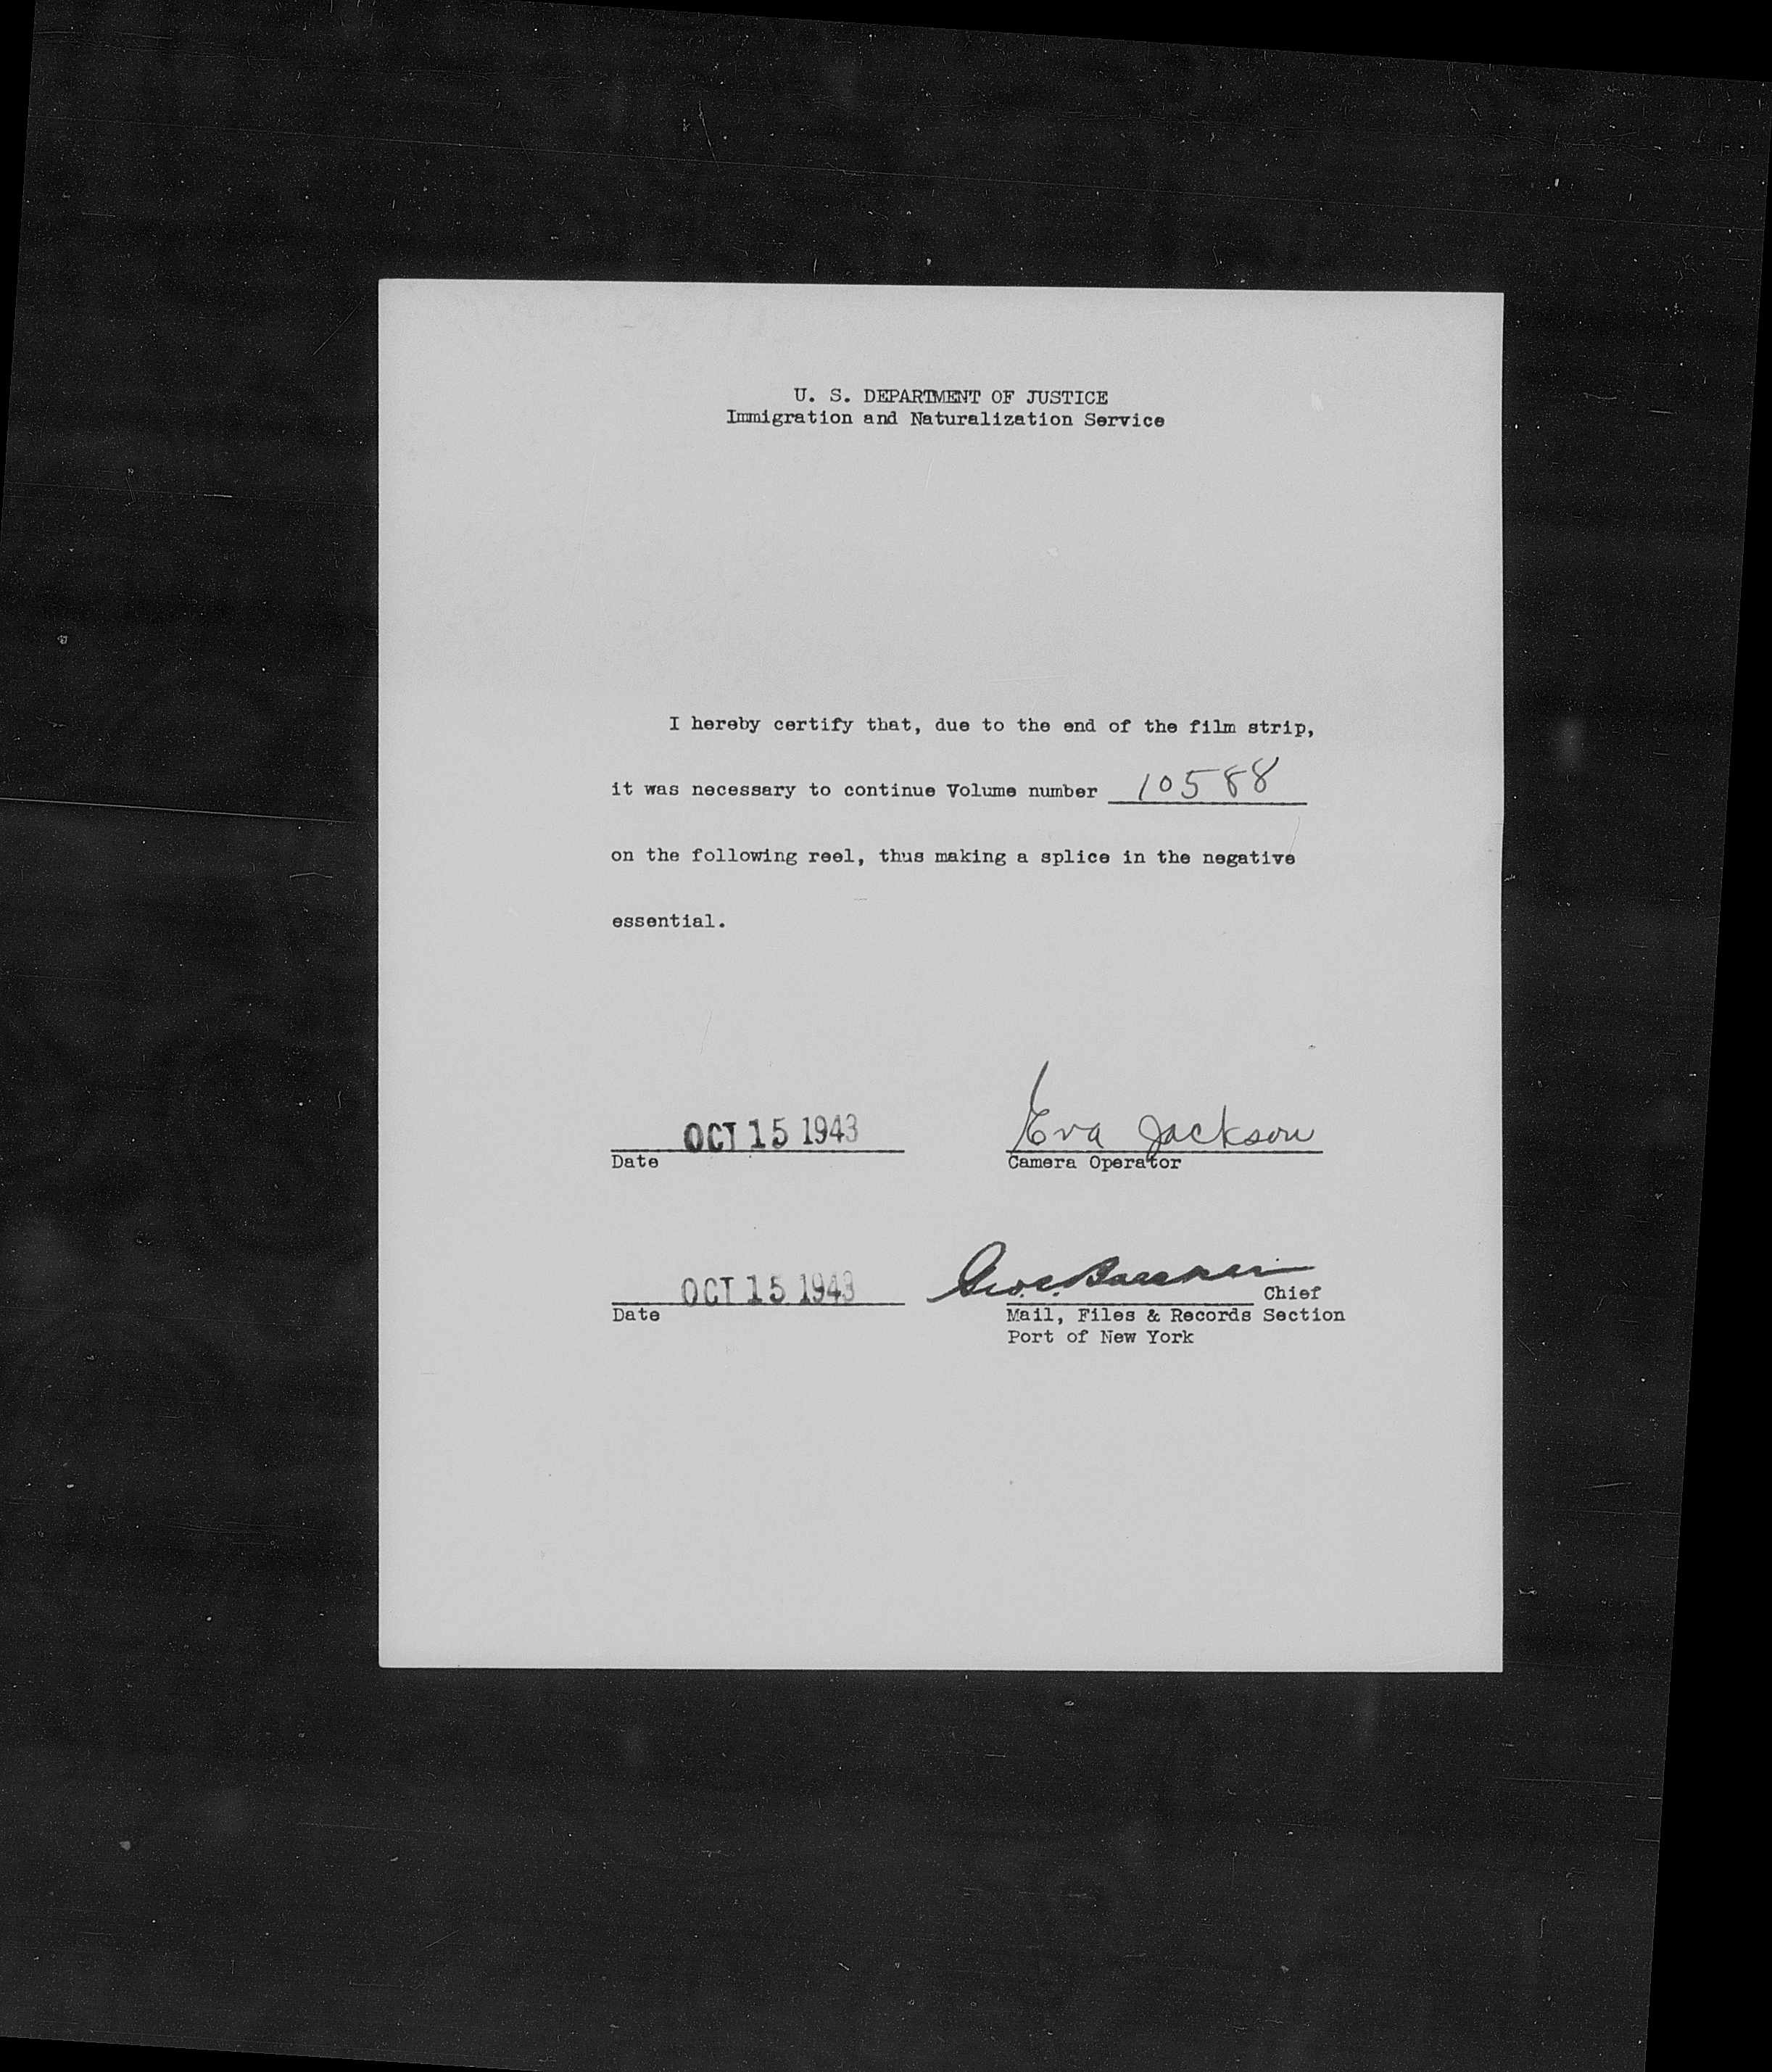 U. S. DEPARTMENT OF JUSTICE
Immigration and Naturalization Service
I hereby certify that, due to the end of the film strip,
it was necessary to continue Volume number 10588
on the following reel, thus making a splice in the negative
essential.
OCT 15 1943 Eva Jackson
Date Camera Operator
OCT 15 1943 Chief
Date Mail, Files & Records Section
Port of New York